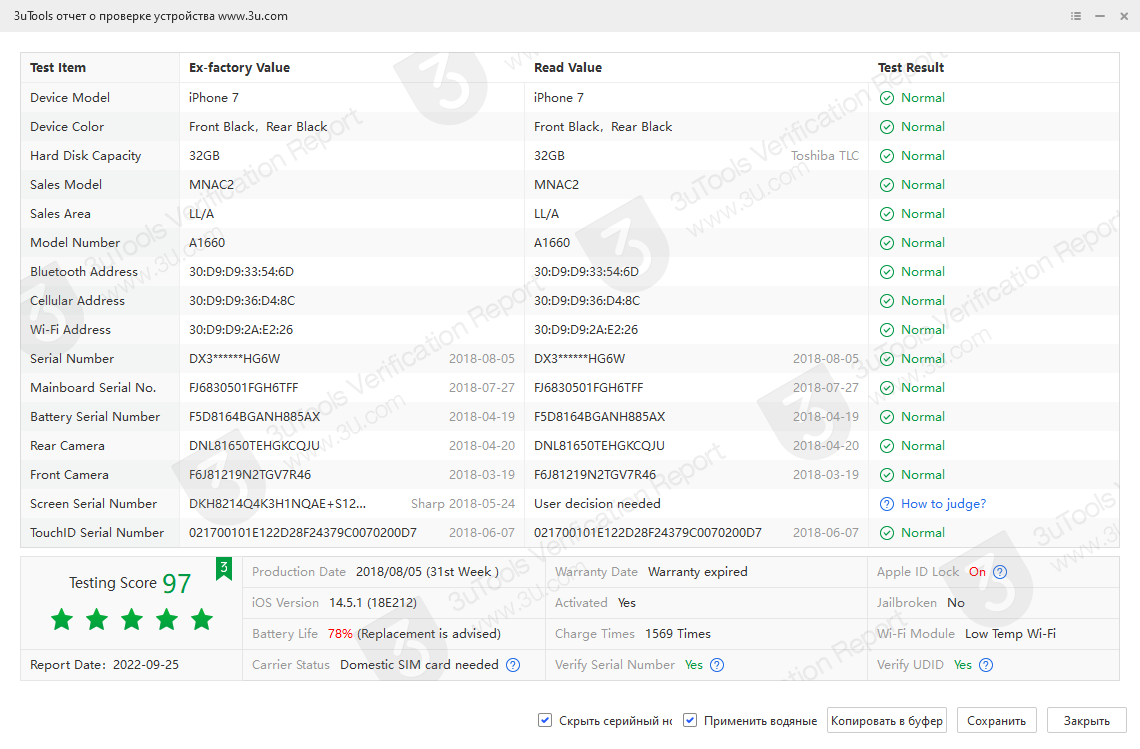 3uTools отчет о проверке устройства www.3u.com
Test Item Ex-factory Value Read Value Test Result
Device Model iPhone 7 iPhone 7 Normal
Device Color Front Black, Rear Black Front Black, Rear Black Normal
Hard Disk Capacity 32GB 32GB Toshiba TLC Normal
Sales Model MNAC2 MNAC2 Normal
Sales Area LL/A LL/A Normal
Model Number A1660 A1660 Normal
Bluetooth Address 30:D9:D9:33:54:6D 30:D9:D9:33:54:6D Normal
Cellular Address 30:D9:D9:36:D4:8C 30:D9:D9:36:D4:8C Normal
Wi-Fi Address 30:D9:D9:2A:E2:26 30:D9:D9:2A:E2:26 Normal
Serial Number DX3******HG6W 2018-08-05 DX3******HG6W 2018-08-05 Normal
Mainboard Serial No. FJ6830501FGH6TFF 2018-07-27 FJ6830501FGH6TFF 2018-07-27 Normal
Battery Serial Number F5D8164BGANH885AX 2018-04-19 F5D8164BGANH885AX 2018-04-19 Normal
Rear Camera DNL81650TEHGKCQJU 2018-04-20 DNL81650TEHGKCQJU 2018-04-20 Normal
Front Camera F6J81219N2TGV7R46 2018-03-19 F6J81219N2TGV7R46 2018-03-19 Normal
Screen Serial Number DKH8214Q4K3H1NQAE+S12... Sharp 2018-05-24 User decision needed How to judge?
TouchID Serial Number 021700101E122D28F24379C0070200D7 2018-06-07 021700101E122D28F24379C0070200D7 2018-06-07 Normal
Testing Score 97
3
Production Date 2018/08/05 (31st Week ) Warranty Date Warranty expired Apple ID Lock On
iOS Version 14.5.1 (18E212) Activated Yes Jailbroken No
Battery Life 78% (Replacement is advised) Charge Times 1569 Times Wi-Fi Module Low Temp Wi-Fi
Report Date: 2022-09-25 Carrier Status Domestic SIM card needed Verify Serial Number Yes Verify UDID Yes
Скрыть серийный но Применить водяные Копировать в буфер Сохранить Закрыть
3uTools Verification Report
www.3u.com